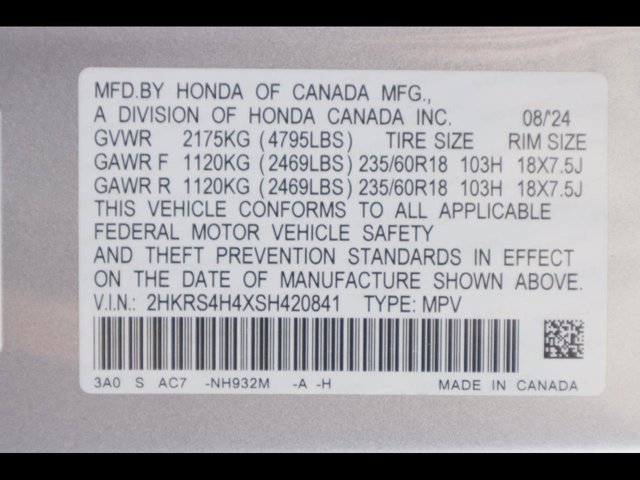 MFD.BY HONDA OF CANADA MFG.,
A DIVISION OF HONDA CANADA INC. 08/'24
GVWR 2175KG (4795LBS) TIRE SIZE RIM SIZE
GAWR F 1120KG (2469LBS) 235/60R18 103H 18X7.5J
GAWR R 1120KG (2469LBS) 235/60R18 103H 18X7.5J
THIS VEHICLE CONFORMS TO ALL APPLICABLE
FEDERAL MOTOR VEHICLE SAFETY
AND THEFT PREVENTION STANDARDS IN EFFECT
ON THE DATE OF MANUFACTURE SHOWN ABOVE.
V.I.N.: 2HKRS4H4XSH420841 TYPE: MPV
3A0 S AC7 -NH932M -A -H MADE IN CANADA